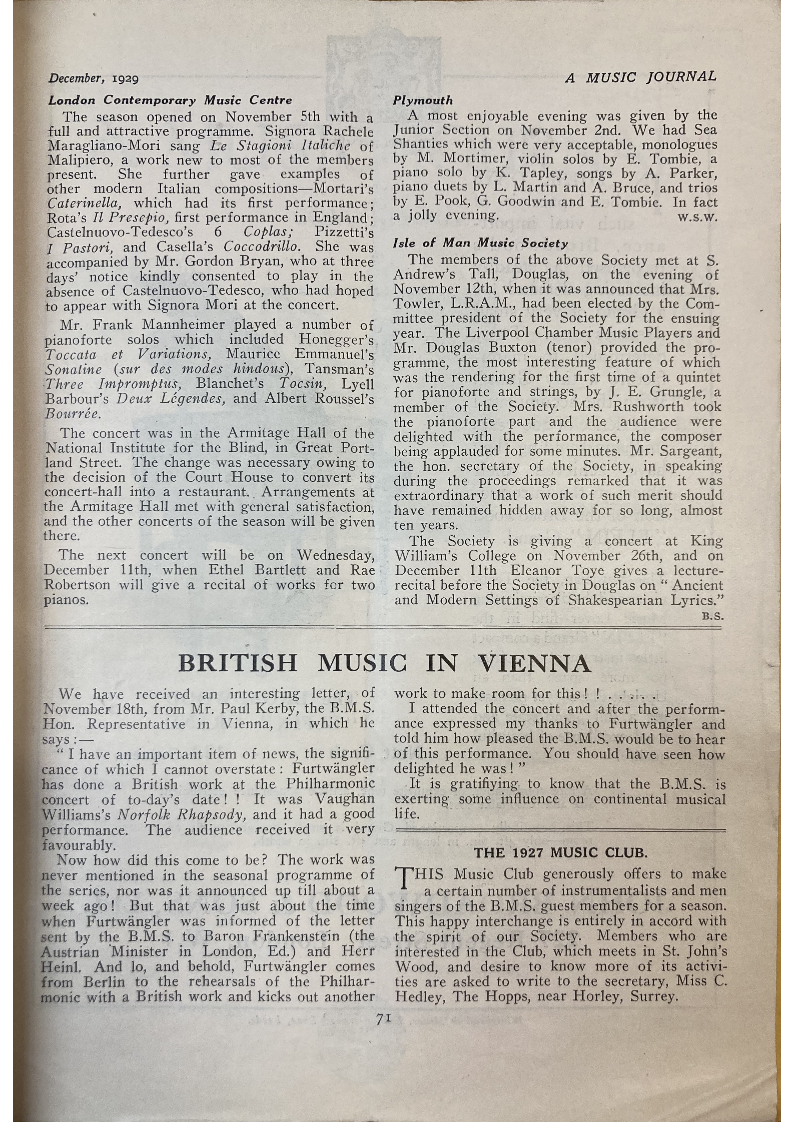 December, 1929
A MUSIC JOURNAL
London Contemporary Music Centre
The season opened on November 5th with a
full and attractive programme. Signora Rachele
Maragliano-Mori sang Le Stagioni Italiche of
Malipiero, a work new to most of the members
present. She further gave examples of
other modern Italian compositions—Mortari's
Caterinella, which had its first performance;
Rota's Il Presepio, first performance in England;
Castelnuovo-Tedesco's 6 Coplas; Pizzetti's
I Pastori, and Casella's Coccodrillo. She was
accompanied by Mr. Gordon Bryan, who at three
days' notice kindly consented to play in the
absence of Castelnuovo-Tedesco, who had hoped
to appear with Signora Mori at the concert.
Mr. Frank Mannheimer played a number of
pianoforte solos which included Honegger's
Toccata et Variations, Maurice Emmanuel's
Sonatine (sur des modes hindous), Tansman's
Three Impromptus, Blanchet's Tocsin, Lyell
Barbour's Deux Légendes, and Albert Roussel's
Bourrée.
The concert was in the Armitage Hall of the
National Institute for the Blind, in Great Port-
land Street. The change was necessary owing to
the decision of the Court House to convert its
concert-hall into a restaurant. Arrangements at
the Armitage Hall met with general satisfaction,
and the other concerts of the season will be given
there.
The next concert will be on Wednesday,
December 11th, when Ethel Bartlett and Rae
Robertson will give a recital of works for two
pianos.
Plymouth
A most enjoyable evening was given by the
Junior Section on November 2nd. We had Sea
Shanties which were very acceptable, monologues
by M. Mortimer, violin solos by E. Tombie, a
piano solo by K. Tapley, songs by A. Parker,
piano duets by L. Martin and A. Bruce, and trios
by E. Pook, G. Goodwin and E. Tombie. In fact
a jolly evening. W.S.W.
Isle of Man Music Society
The members of the above Society met at S.
Andrew's Tall, Douglas, on the evening of
November 12th, when it was announced that Mrs.
Towler, L.R.A.M., had been elected by the Com-
mittee president of the Society for the ensuing
year. The Liverpool Chamber Music Players and
Mr. Douglas Buxton (tenor) provided the pro-
gramme, the most interesting feature of which
was the rendering for the first time of a quintet
for pianoforte and strings, by J. E. Grungle, a
member of the Society. Mrs. Rushworth took
the pianoforte part and the audience were
delighted with the performance, the composer
being applauded for some minutes. Mr. Sargeant,
the hon. secretary of the Society, in speaking
during the proceedings remarked that it was
extraordinary that a work of such merit should
have remained hidden away for so long, almost
ten years.
The Society is giving a concert at King
William's College on November 26th, and on
December 11th Eleanor Toye gives a lecture-
recital before the Society in Douglas on " Ancient
and Modern Settings of Shakespearian Lyrics."
B.S.
BRITISH MUSIC IN VIENNA
We have received an interesting letter, of
November 18th, from Mr. Paul Kerby, the B.M.S.
Hon. Representative in Vienna, in which he
says :—
" I have an important item of news, the signifi-
cance of which I cannot overstate : Furtwängler
has done a British work at the Philharmonic
concert of to-day's date ! ! It was Vaughan
Williams's Norfolk Rhapsody, and it had a good
performance. The audience received it very
favourably.
Now how did this come to be? The work was
never mentioned in the seasonal programme of
the series, nor was it announced up till about a
week ago! But that was just about the time
when Furtwängler was informed of the letter
sent by the B.M.S. to Baron Frankenstein (the
Austrian Minister in London, Ed.) and Herr
Heinl. And lo, and behold, Furtwängler comes
from Berlin to the rehearsals of the Philhar-
monic with a British work and kicks out another
work to make room for this ! ! . . . . .
I attended the concert and after the perform-
ance expressed my thanks to Furtwängler and
told him how pleased the B.M.S. would be to hear
of this performance. You should have seen how
delighted he was ! "
It is gratifiying to know that the B.M.S. is
exerting some influence on continental musical
life.
THE 1927 MUSIC CLUB.
THIS Music Club generously offers to make
a certain number of instrumentalists and men
singers of the B.M.S. guest members for a season.
This happy interchange is entirely in accord with
the spirit of our Society. Members who are
interested in the Club, which meets in St. John's
Wood, and desire to know more of its activi-
ties are asked to write to the secretary, Miss C.
Hedley, The Hopps, near Horley, Surrey.
71